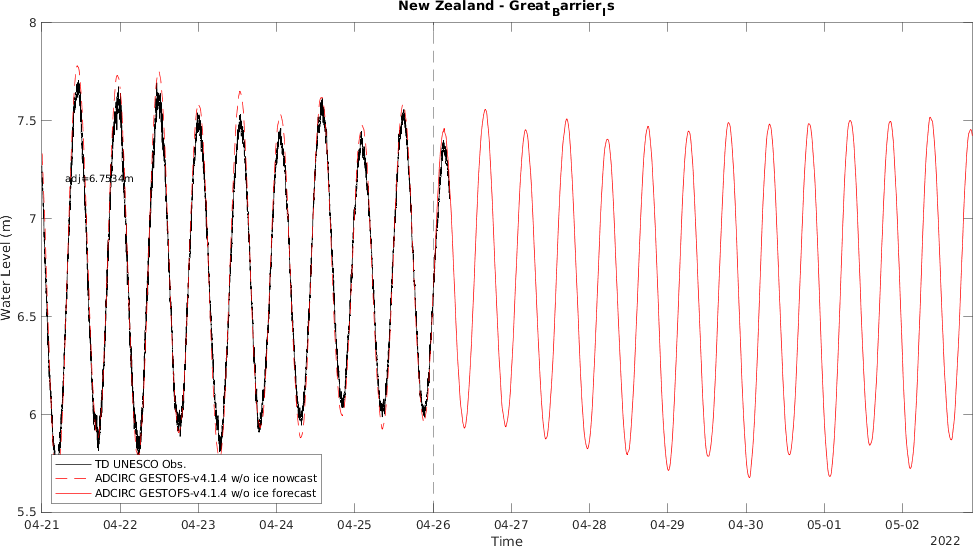 New Zealand - GreatBarrierIs
8
7.5
7
6.5
6
5.5
Water Level (m)
adj=6.7534m
TD UNESCO Obs.
ADCIRC GESTOFS-v4.1.4 w/o ice nowcast
ADCIRC GESTOFS-v4.1.4 w/o ice forecast
04-21 04-22 04-23 04-24 04-25 04-26 04-27 04-28 04-29 04-30 05-01 05-02
Time
2022